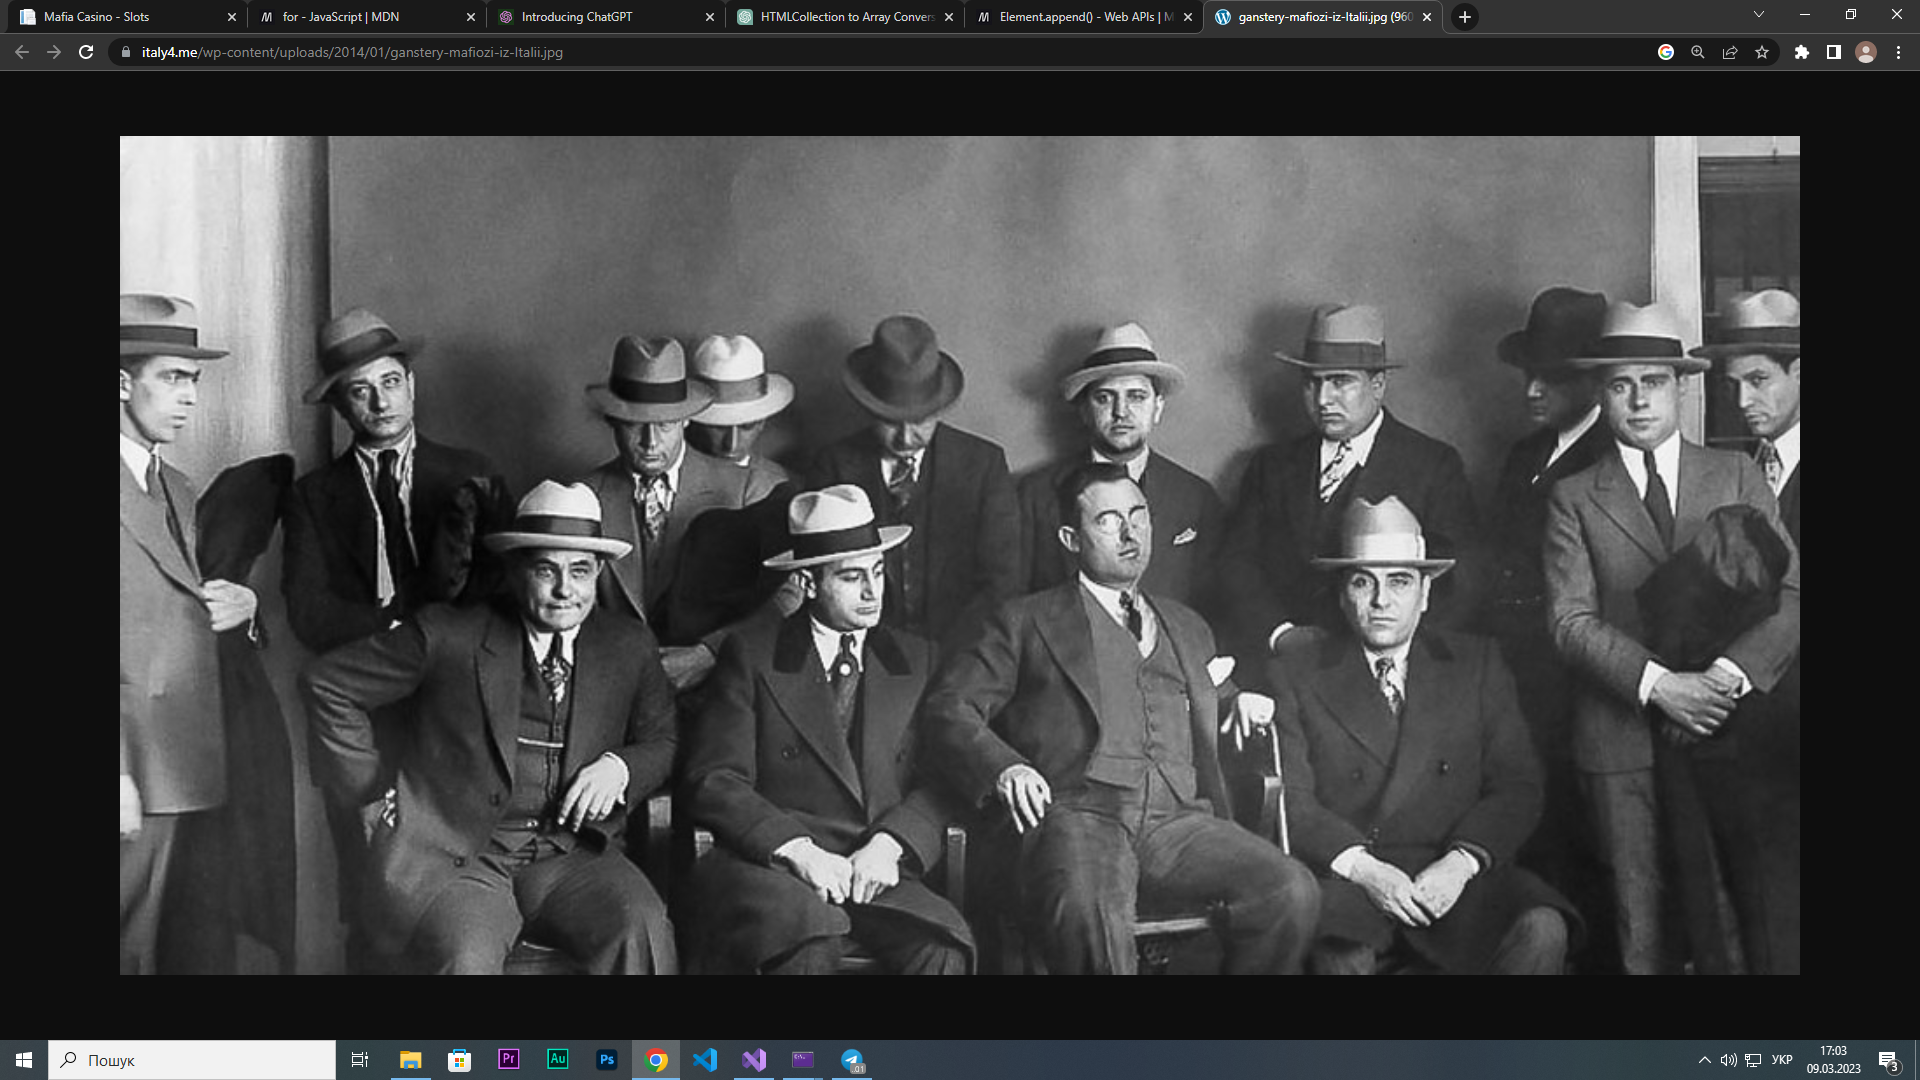 Mafia Casino - Slots
for - JavaScript | MDN
Introducing ChatGPT
HTMLCollection to Array Convers
Element.append() - Web APIs | M
ganstery-mafiozi-iz-Italii.jpg (960
italy4.me/wp-content/uploads/2014/01/ganstery-mafiozi-iz-Italii.jpg
Пошук
Pr
Au
Ps
.01
УКР
17:03
09.03.2023
3